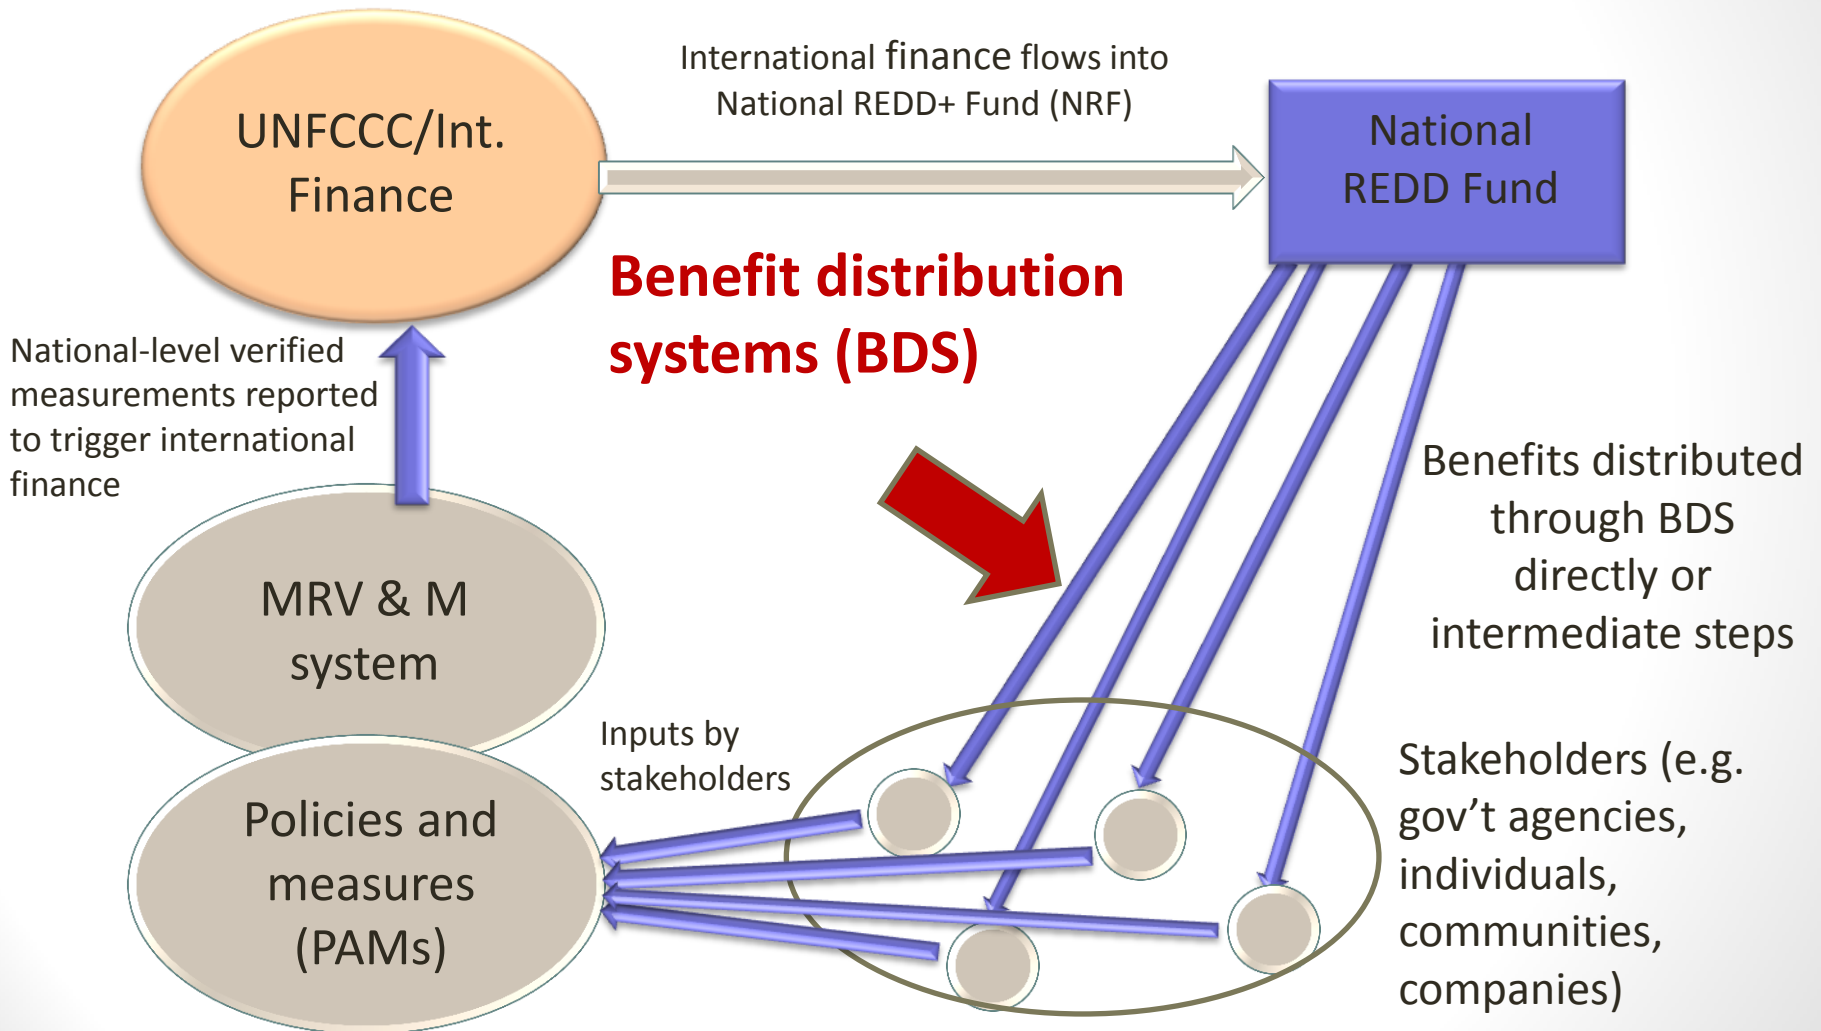 UNFCCC/Int.
Finance
International finance flows into
National REDD+ Fund (NRF)
National
REDD Fund
Benefit distribution
systems (BDS)
National-level verified
measurements reported
to trigger international
finance
Benefits distributed
through BDS
directly or
intermediate steps
MRV & M
system
Inputs by
stakeholders
Policies and
measures
(PAMs)
Stakeholders (e.g.
gov’t agencies,
individuals,
communities,
companies)